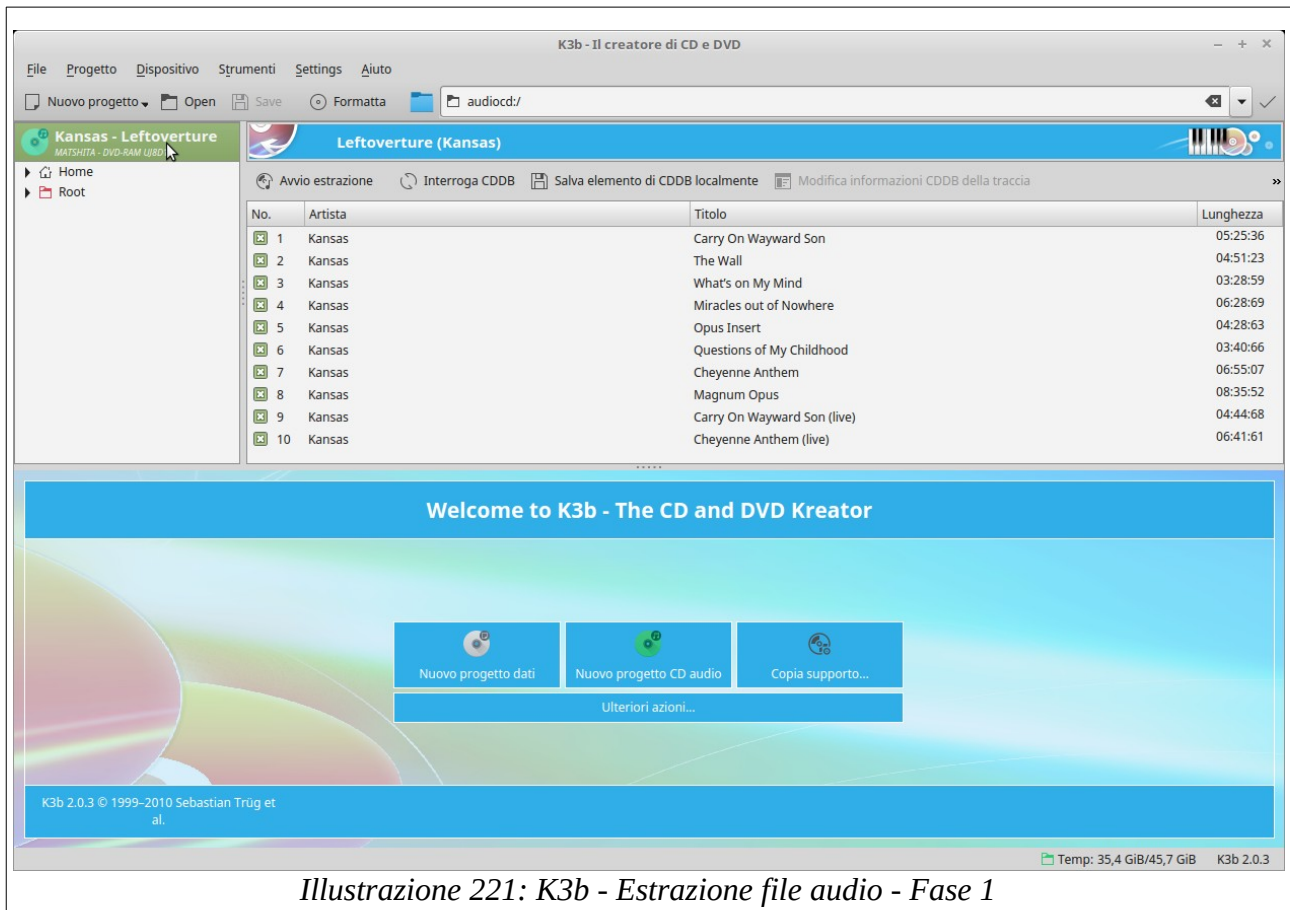 K3b - Il creatore di CD e DVD
File Progetto Dispositivo Strumenti Settings Aiuto
Nuovo progetto Open Save Formatta audiocd:/
Kansas - Leftoverture
MATSHITA - DVD-RAM UJ8D
Home
Root
Leftoverture (Kansas)
Avvio estrazione Interroga CDDB Salva elemento di CDDB localmente Modifica informazioni CDDB della traccia »
No. Artista Titolo Lunghezza
1 Kansas Carry On Wayward Son 05:25:36
2 Kansas The Wall 04:51:23
3 Kansas What's on My Mind 03:28:59
4 Kansas Miracles out of Nowhere 06:28:69
5 Kansas Opus Insert 04:28:63
6 Kansas Questions of My Childhood 03:40:66
7 Kansas Cheyenne Anthem 06:55:07
8 Kansas Magnum Opus 08:35:52
9 Kansas Carry On Wayward Son (live) 04:44:68
10 Kansas Cheyenne Anthem (live) 06:41:61
Welcome to K3b - The CD and DVD Kreator
Nuovo progetto dati Nuovo progetto CD audio Copia supporto...
Ulteriori azioni...
K3b 2.0.3 © 1999–2010 Sebastian Trüg et
al.
Temp: 35,4 GiB/45,7 GiB K3b 2.0.3
Illustrazione 221: K3b - Estrazione file audio - Fase 1